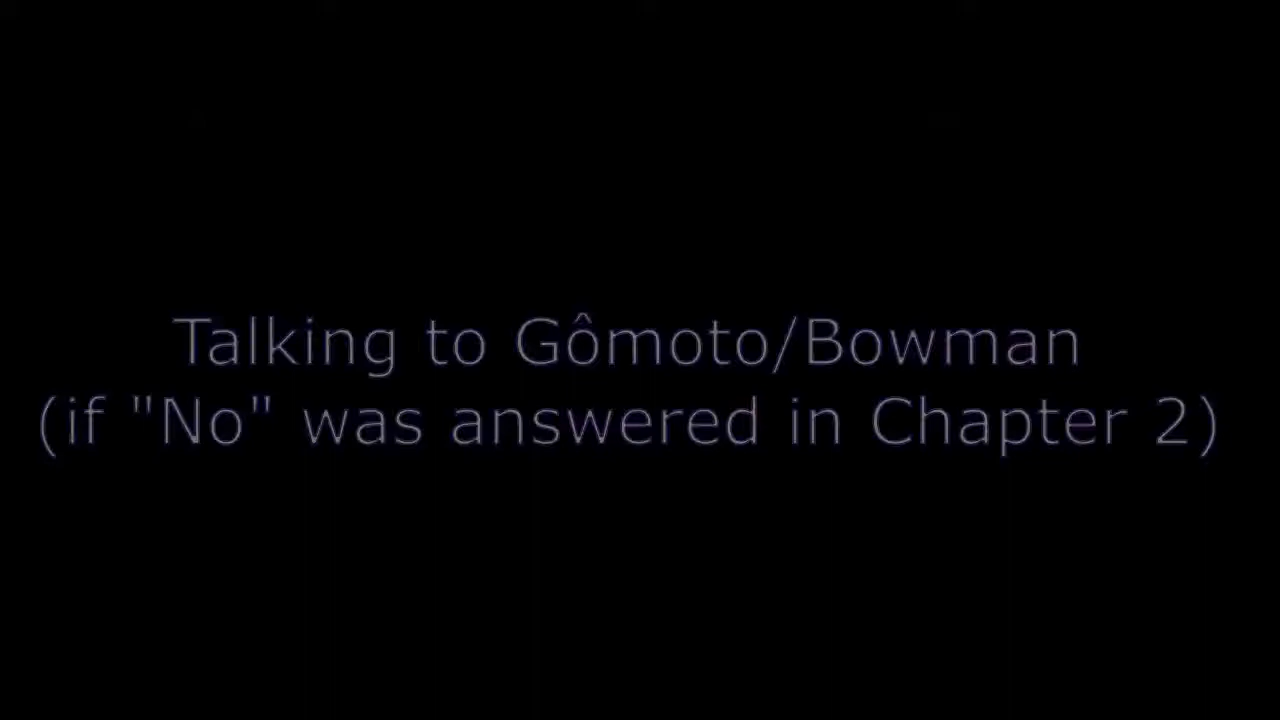 Talking to Gômoto/Bowman
(if "No" was answered in Chapter 2)